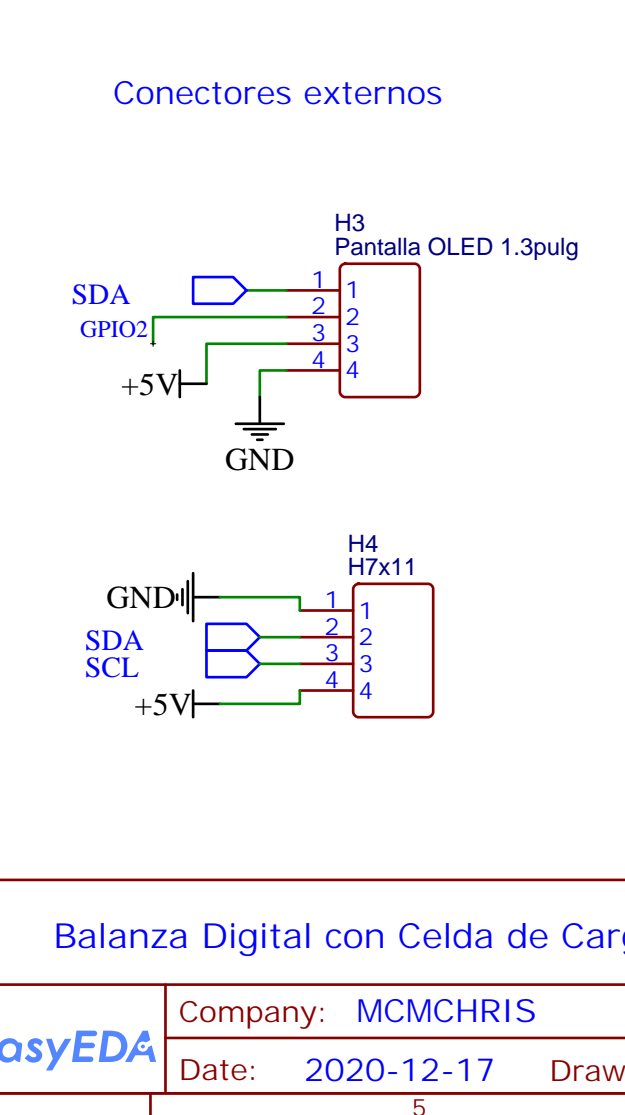 Conectores externos
H3
Pantalla OLED 1.3pulg
SDA
GPIO2
+5V
GND
1 1
2 2
3 3
4 4
H4
H7x11
GND
SDA
SCL
+5V
1 1
2 2
3 3
4 4
Balanza Digital con Celda de Carg
asyEDA
Company: MCMCHRIS
Date: 2020-12-17 Draw
5